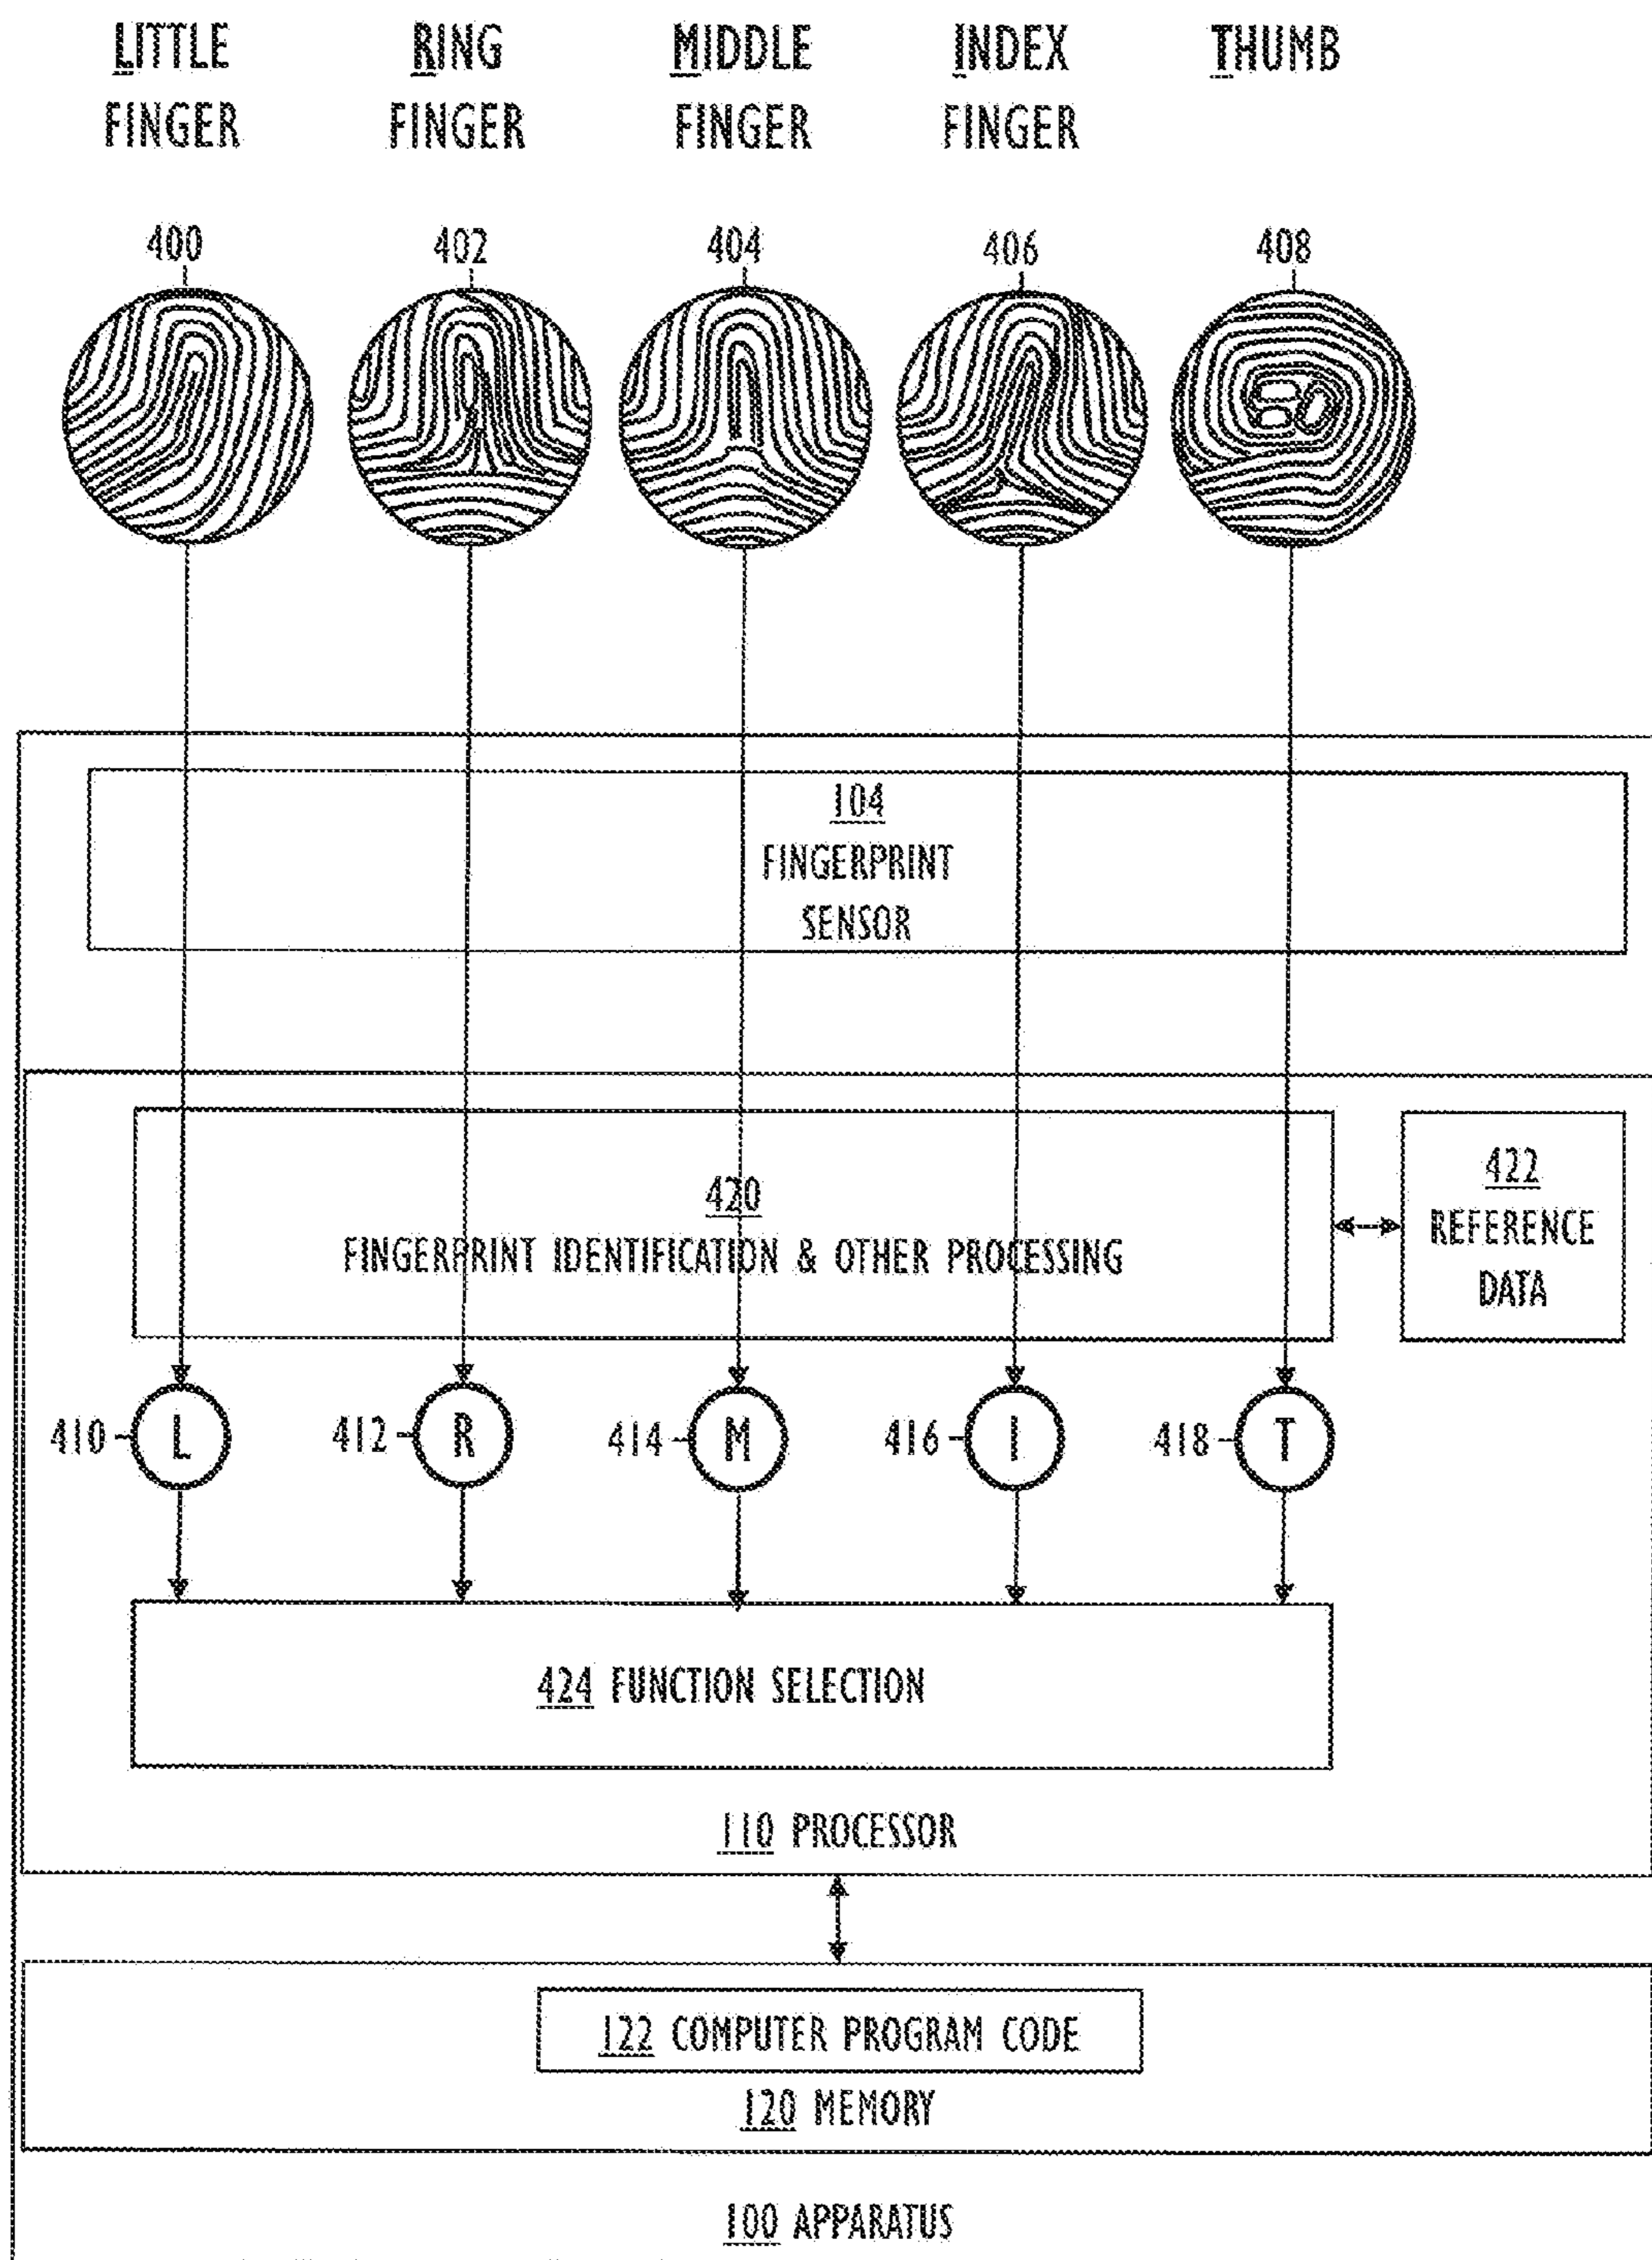 LITTLE FINGER
RING FINGER
MIDDLE FINGER
INDEX FINGER
THUMB
400
402
404
406
408
104
FINGERPRINT
SENSOR
420
FINGERPRINT IDENTIFICATION & OTHER PROCESSING
422
REFERENCE
DATA
410
L
412
R
414
M
416
I
418
T
424 FUNCTION SELECTION
110 PROCESSOR
122 COMPUTER PROGRAM CODE
120 MEMORY
100 APPARATUS